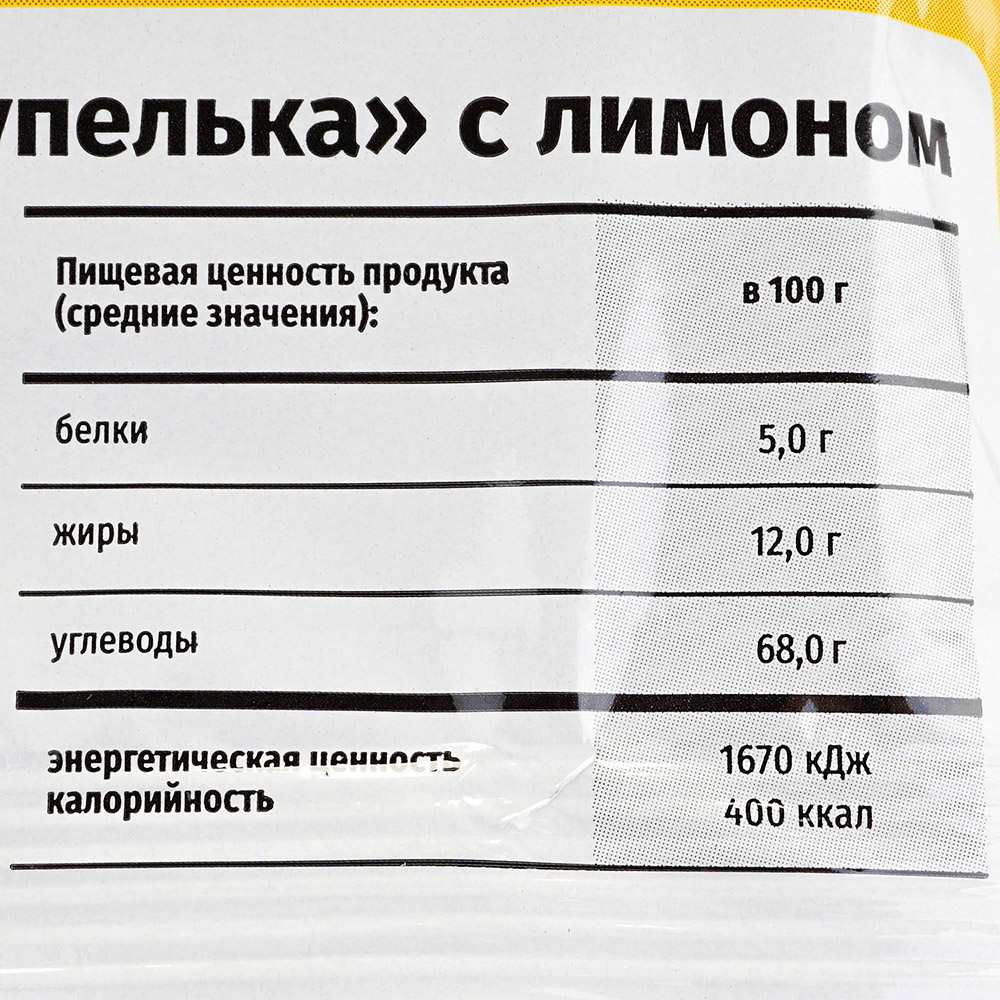 упелька» с лимоном
Пищевая ценность продукта
(средние значения):
в 100 г
белки
5,0 г
жиры
12,0 г
углеводы
68,0 г
энергетическая ценность
калорийность
1670 кДж
400 ккал